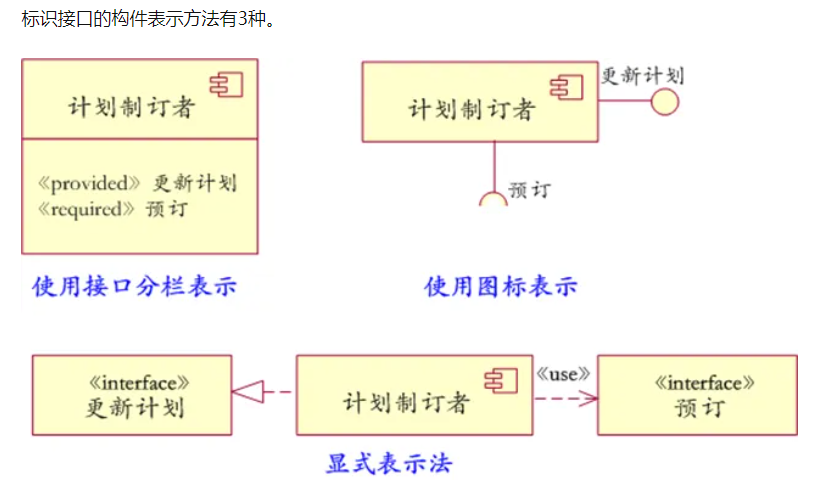 标识接口的构件表示方法有3种。
计划制订者
《provided》更新计划
《required》预订
使用接口分栏表示
计划制订者
更新计划
预订
使用图标表示
《interface》
更新计划
计划制订者
《use》
《interface》
预订
显式表示法